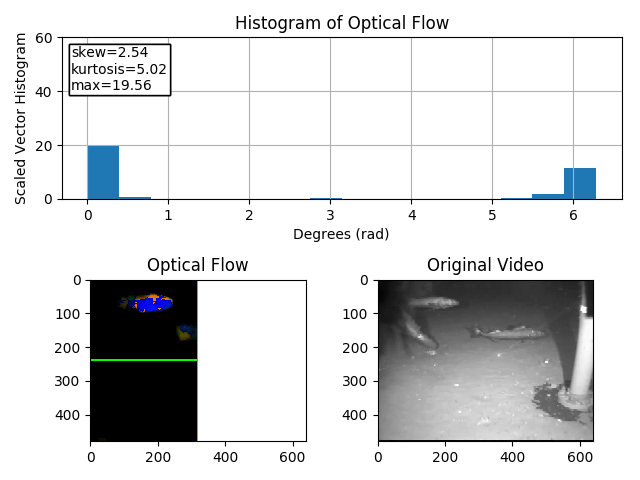 Histogram of Optical Flow
Scaled Vector Histogram
60
40
20
0
skew=2.54
kurtosis=5.02
max=19.56
0 1 2 3 4 5 6
Degrees (rad)
Optical Flow
0
100
200
300
400
0 200 400 600
Original Video
0
100
200
300
400
0 200 400 600